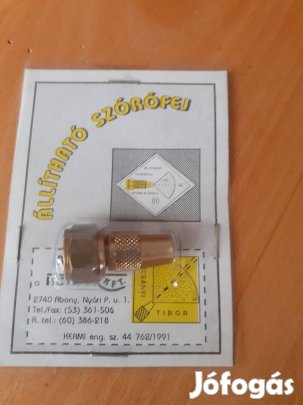 ÁLLÍTHATÓ SZÓRÓFEJ
KFT.
2740 Abony, Nyári P. u. 1.
Tel./Fax: (53) 361-506
R. tel.: (60) 386-218
TIBOR
KERMI eng. sz. 44 762/1991
Jófogás